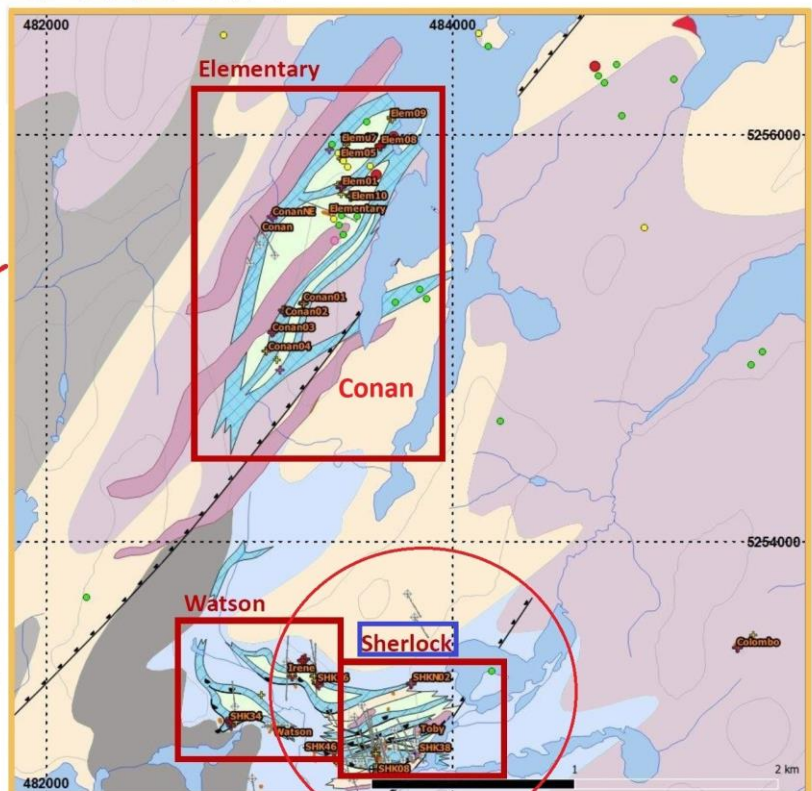 482000
484000
Elementary
Elem09
5256000
Elem07
Elem08
Elem05
Elem01
Elem10
ConanNE
Elementary
Conan
Conan01
Conan02
Conan03
Conan04
Conan
5254000
Watson
Sherlock
Colombo
Irene
SHKN02
SHK34
Watson
Toby
SHK46
SHK38
SHK08
482000
1
2 km